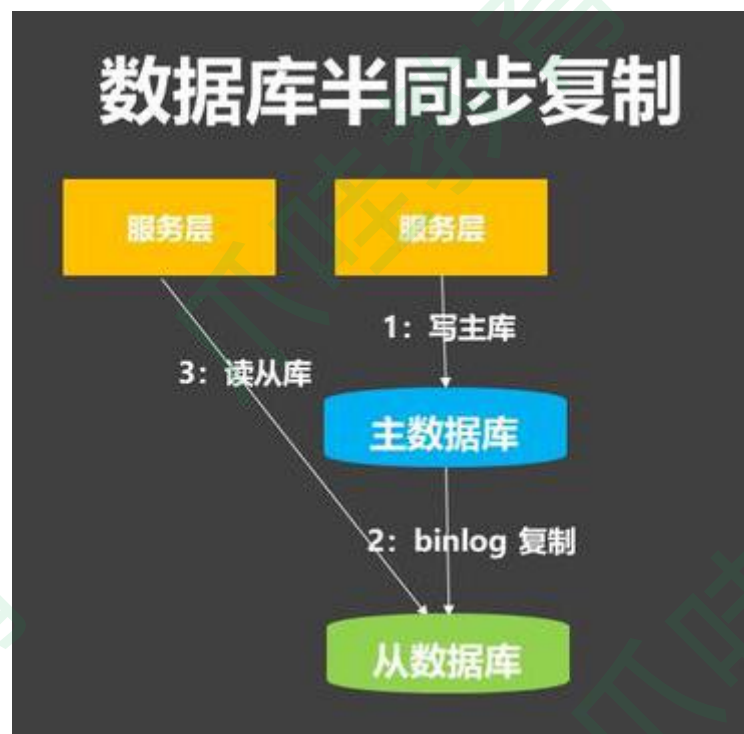 数据库半同步复制
服务层
服务层
1：写主库
3：读从库
主数据库
2：binlog 复制
从数据库